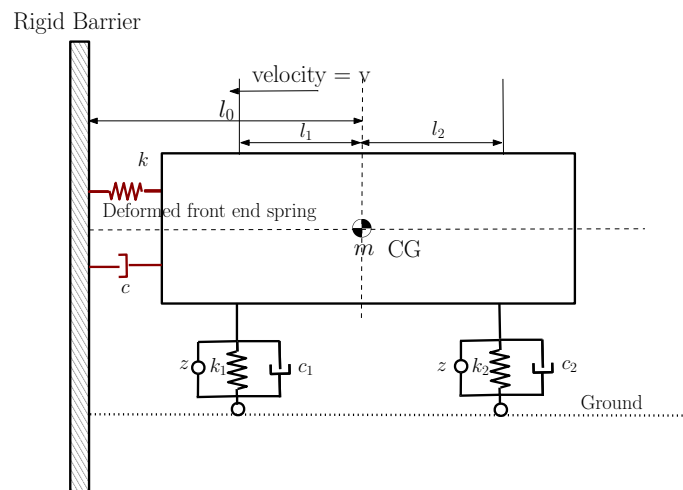 Rigid Barrier
velocity = v
l₀
l₁
l₂
k
Deformed front end spring
m CG
c
z k₁ c₁
z k₂ c₂
Ground